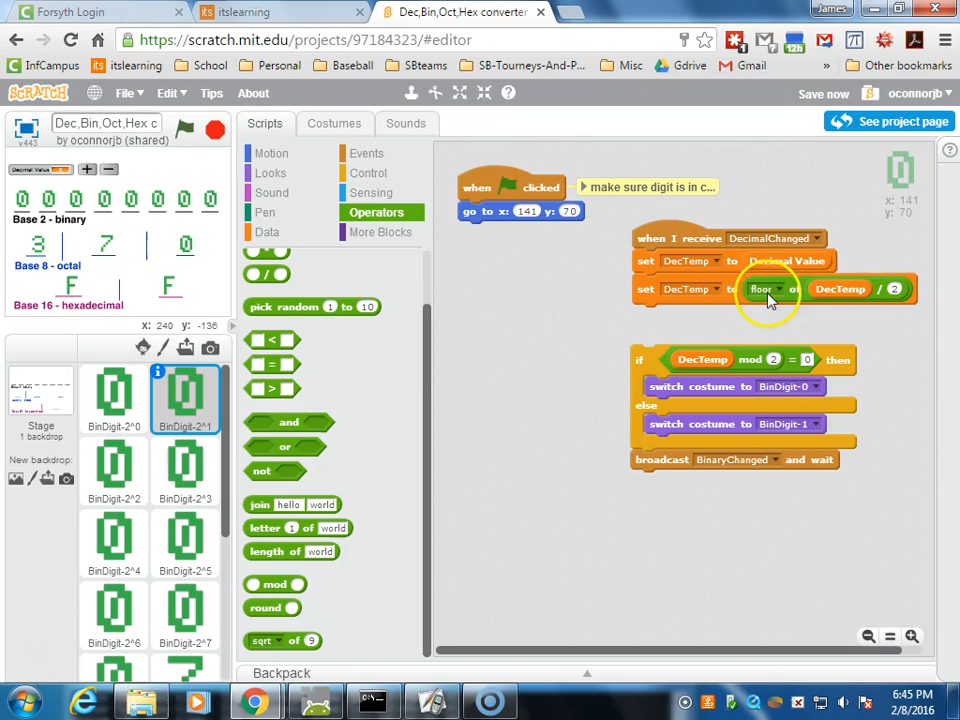 Forsyth Login
itslearning
Dec,Bin,Oct,Hex converter
James
https://scratch.mit.edu/projects/97184323/#editor
InfCampus
itslearning
School
Personal
Baseball
SBteams
SB-Tourneys-And-P...
Misc
Gdrive
Gmail
Other bookmarks
SCRATCH
File
Edit
Tips
About
Save now
oconnorjb
v443
Dec,Bin,Oct,Hex c
by oconnorjb (shared)
Scripts
Costumes
Sounds
See project page
Decimal Value
0 0 0 0 0 0 0 0
Base 2 - binary
3 7 0
Base 8 - octal
F F
Base 16 - hexadecimal
X: 240 y: -136
Motion
Events
Looks
Control
Sound
Sensing
Pen
Operators
Data
More Blocks
/
pick random 1 to 10
<
=
>
and
or
not
join hello world
letter 1 of world
length of world
mod
round
sqrt of 9
when clicked
make sure digit is in c...
go to x: 141 y: 70
0
x: 141
y: 70
when I receive DecimalChanged
set DecTemp to Decimal Value
set DecTemp to floor of DecTemp / 2
if DecTemp mod 2 = 0 then
switch costume to BinDigit-0
else
switch costume to BinDigit-1
broadcast BinaryChanged and wait
Stage
1 backdrop
New backdrop:
BinDigit-2^0
BinDigit-2^1
BinDigit-2^2
BinDigit-2^3
BinDigit-2^4
BinDigit-2^5
BinDigit-2^6
BinDigit-2^7
Backpack
6:45 PM
2/8/2016